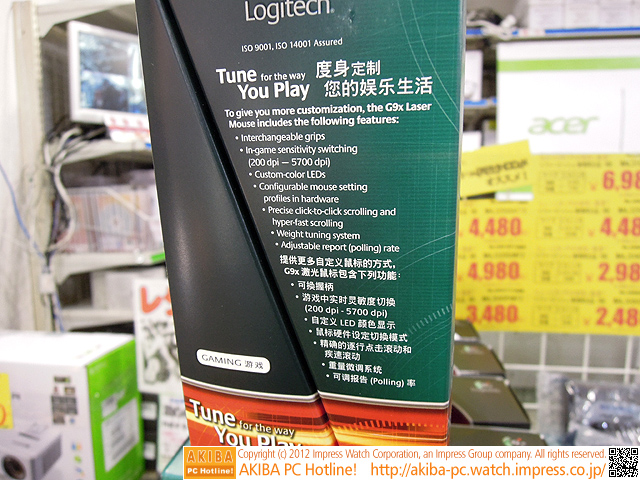 Logitech
ISO 9001, ISO 14001 Assured
Tune for the way
You Play
度身定制
您的娱乐生活
To give you more customization, the G9x Laser
Mouse includes the following features:
• Interchangeable grips
• In-game sensitivity switching
(200 dpi — 5700 dpi)
• Custom-color LEDs
• Configurable mouse setting
profiles in hardware
• Precise click-to-click scrolling and
hyper-fast scrolling
• Weight tuning system
• Adjustable report (polling) rate
提供更多自定义鼠标的方式,
G9x 激光鼠标包含下列功能:
• 可换握柄
• 游戏中实时灵敏度切换
(200 dpi - 5700 dpi)
• 自定义 LED 颜色显示
• 鼠标硬件设定切换模式
• 精确的逐行点击滚动和
疾速滚动
• 重量微调系统
• 可调报告 (Polling) 率
GAMING 游戏
Tune for the way
You Play
acer
6,98
4,480
4,480
4,980
2,98
3,480
2,48
AKIBA
PC Hotline!
Copyright (c) 2012 Impress Watch Corporation, an Impress Group company. All rights reserved.
AKIBA PC Hotline! http://akiba-pc.watch.impress.co.jp/